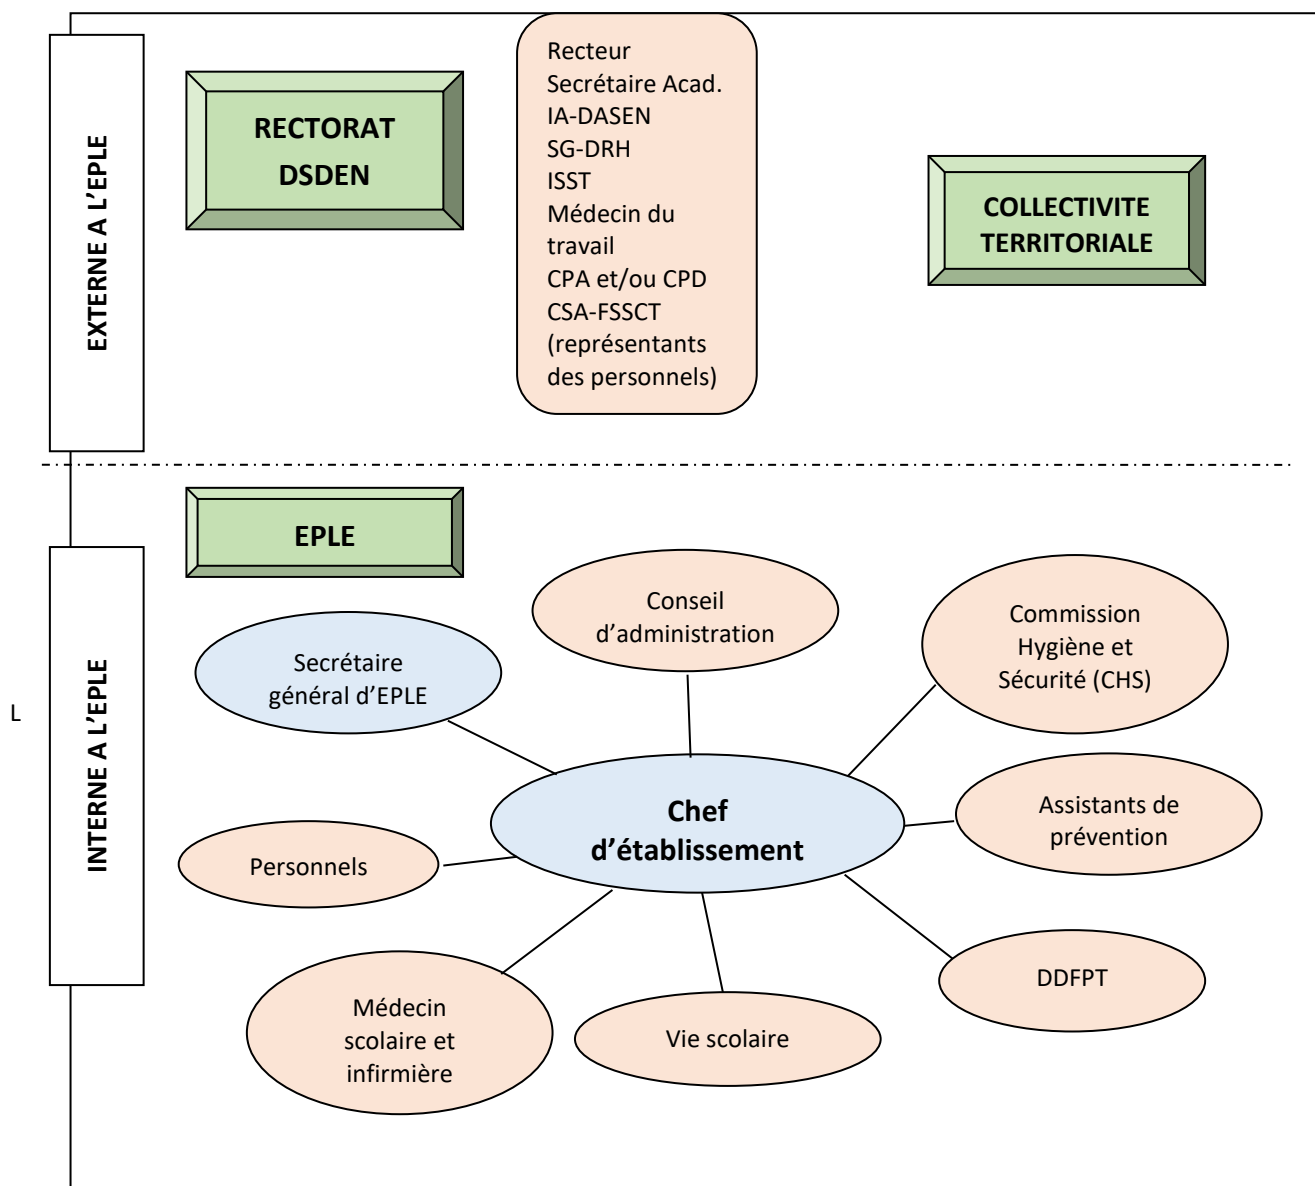 EXTERNE A L’EPLE
RECTORAT
DSDEN
Recteur
Secrétaire Acad.
IA-DASEN
SG-DRH
ISST
Médecin du
travail
CPA et/ou CPD
CSA-FSSCT
(représentants
des personnels)
COLLECTIVITE
TERRITORIALE
INTERNE A L’EPLE
EPLE
Conseil
d’administration
Commission
Hygiène et
Sécurité (CHS)
Secrétaire
général d’EPLE
L
Chef
d’établissement
Assistants de
prévention
Personnels
DDFPT
Médecin
scolaire et
infirmière
Vie scolaire